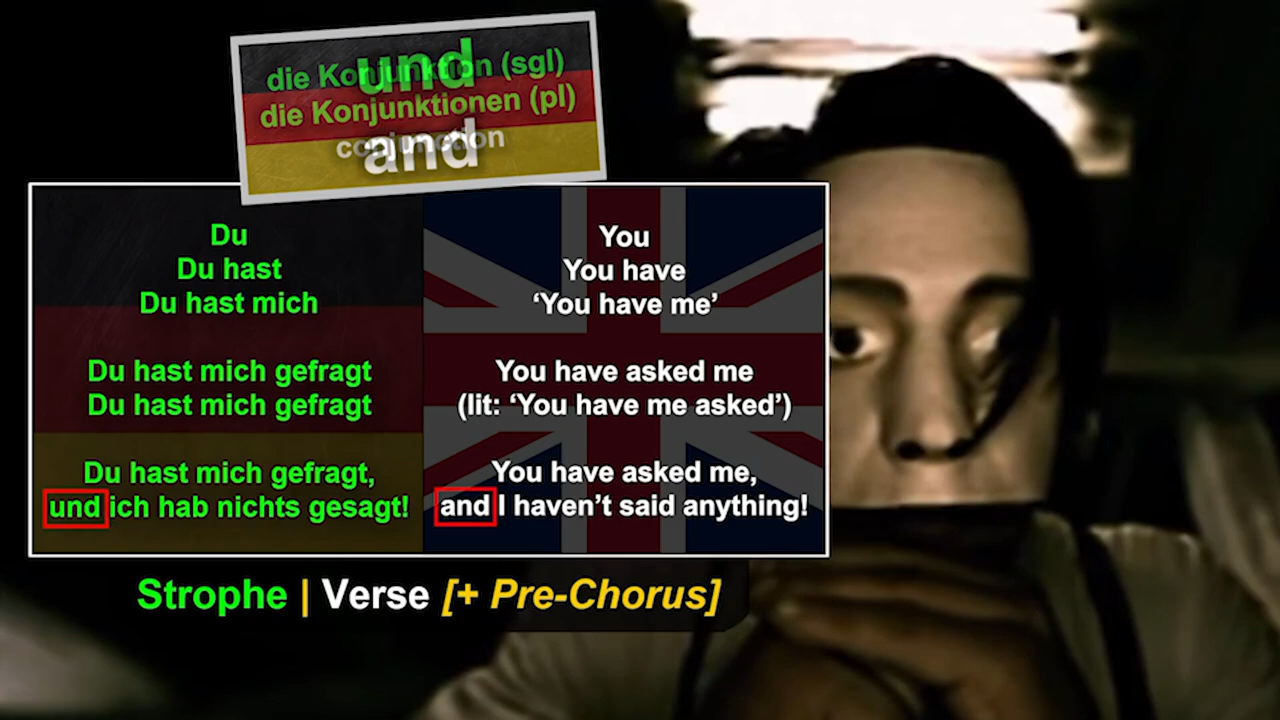 und
die Konjunktion (sgl)
die Konjunktionen (pl)
conjunction
and
Du
Du hast
Du hast mich
Du hast mich gefragt
Du hast mich gefragt
Du hast mich gefragt,
und ich hab nichts gesagt!
You
You have
‘You have me’
You have asked me
(lit: ‘You have me asked’)
You have asked me,
and I haven’t said anything!
Strophe | Verse [+ Pre-Chorus]